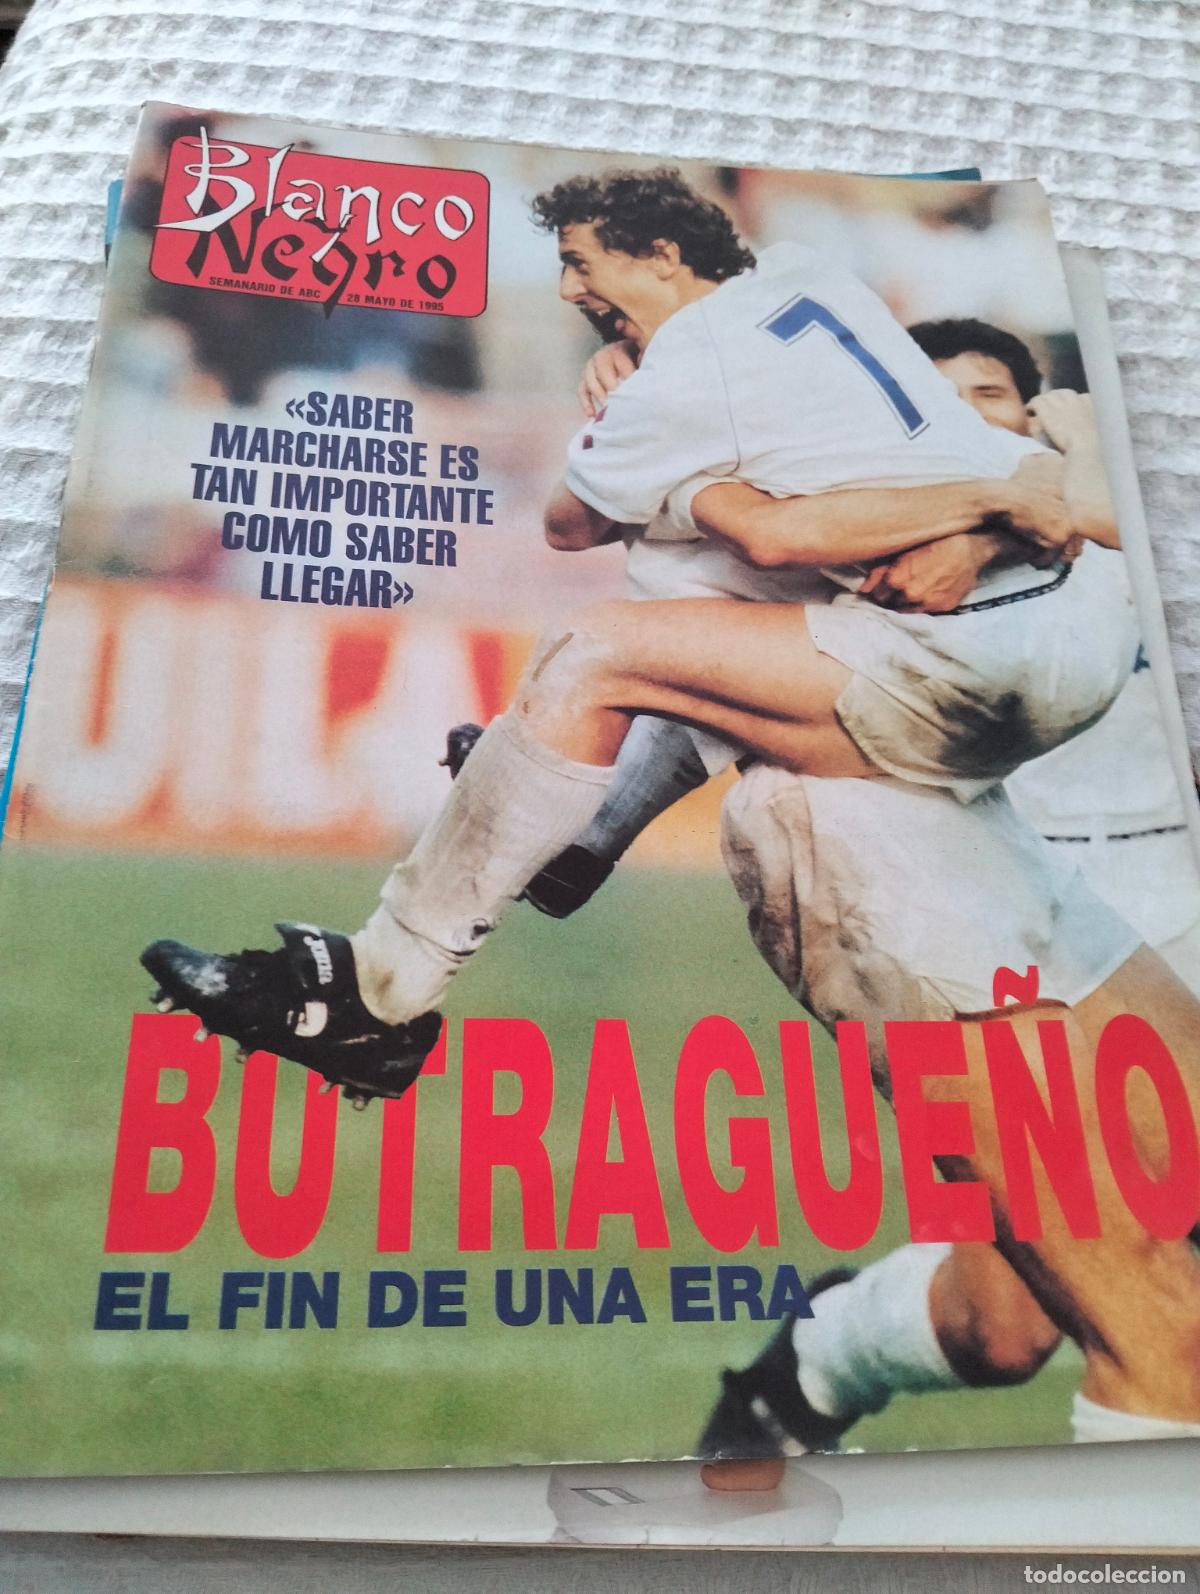 Blanco
Negro
SEMANARIO DE ABC 28 MAYO DE 1995
7
«SABER
MARCHARSE ES
TAN IMPORTANTE
COMO SABER
LLEGAR»
BUTRAGUEÑO
EL FIN DE UNA ERA
todocoleccion